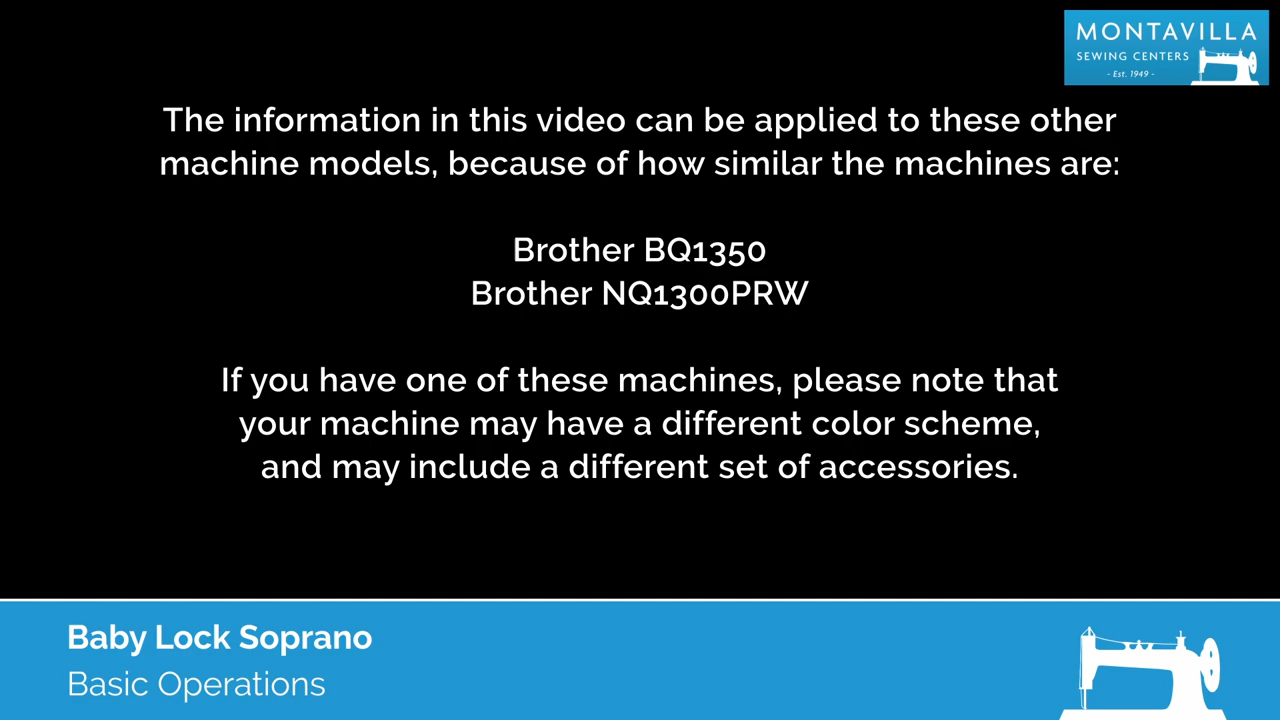 MONTAVILLA
SEWING CENTERS
- Est. 1949 -
The information in this video can be applied to these other
machine models, because of how similar the machines are:
Brother BQ1350
Brother NQ1300PRW
If you have one of these machines, please note that
your machine may have a different color scheme,
and may include a different set of accessories.
Baby Lock Soprano
Basic Operations